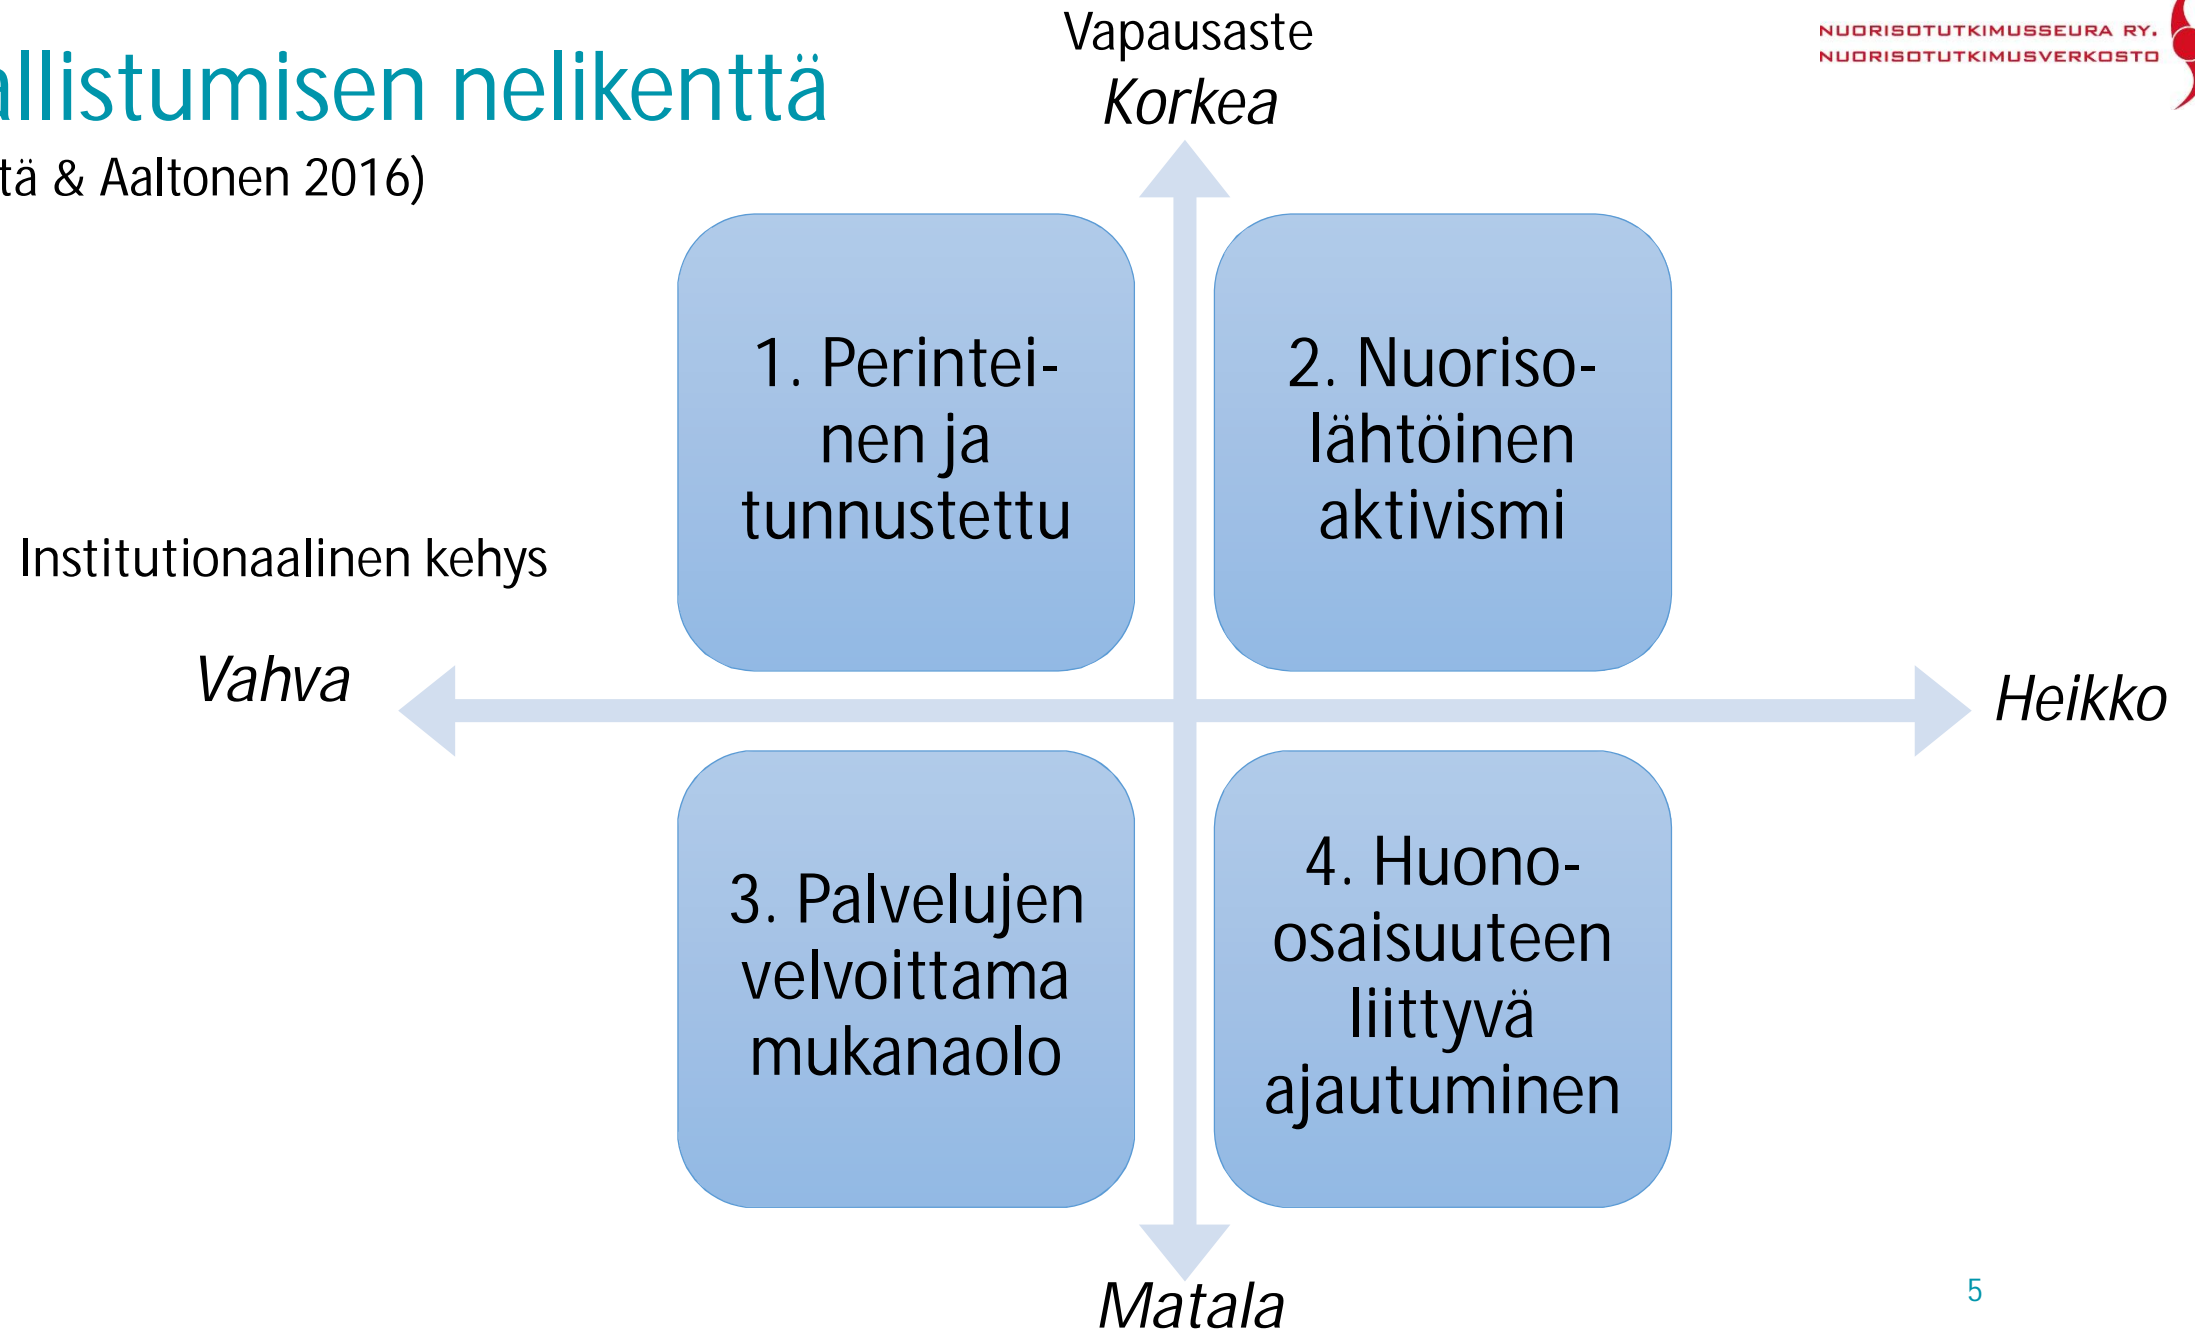 allistumisen nelikenttä
tä & Aaltonen 2016)
Vapausaste
Korkea
NUORISOTUTKIMUSSEURA RY.
NUORISOTUTKIMUSVERKOSTO
1. Perintei-
nen ja
tunnustettu
2. Nuoriso-
lähtöinen
aktivismi
Institutionaalinen kehys
Vahva
Heikko
3. Palvelujen
velvoittama
mukanaolo
4. Huono-
osaisuuteen
liittyvä
ajautuminen
Matala
5